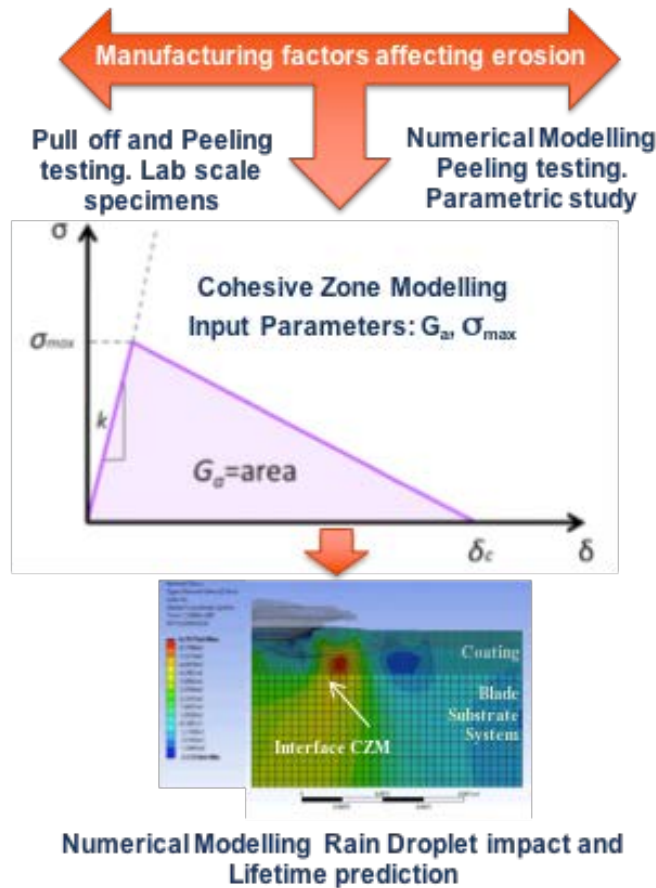 Manufacturing factors affecting erosion
Pull off and Peeling
testing. Lab scale
specimens
Numerical Modelling
Peeling testing.
Parametric study
σ
Cohesive Zone Modelling
Input Parameters: Ga, σmax
σmax
k
Ga=area
δc
δ
Coating
Blade
Substrate
System
Interface CZM
Numerical Modelling Rain Droplet impact and
Lifetime prediction